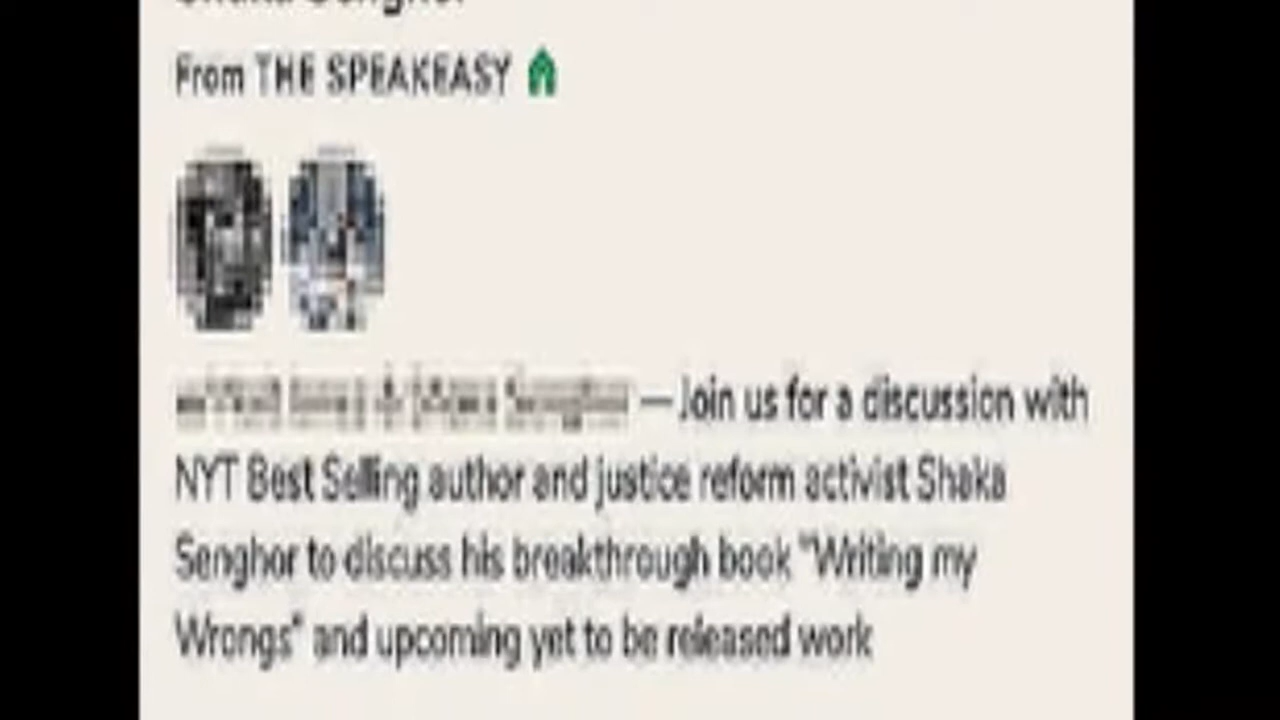 From THE SPEAKEASY
— Join us for a discussion with
NYT Best Selling author and justice reform activist Shaka
Senghor to discuss his breakthrough book "Writing my
Wrongs" and upcoming yet to be released work